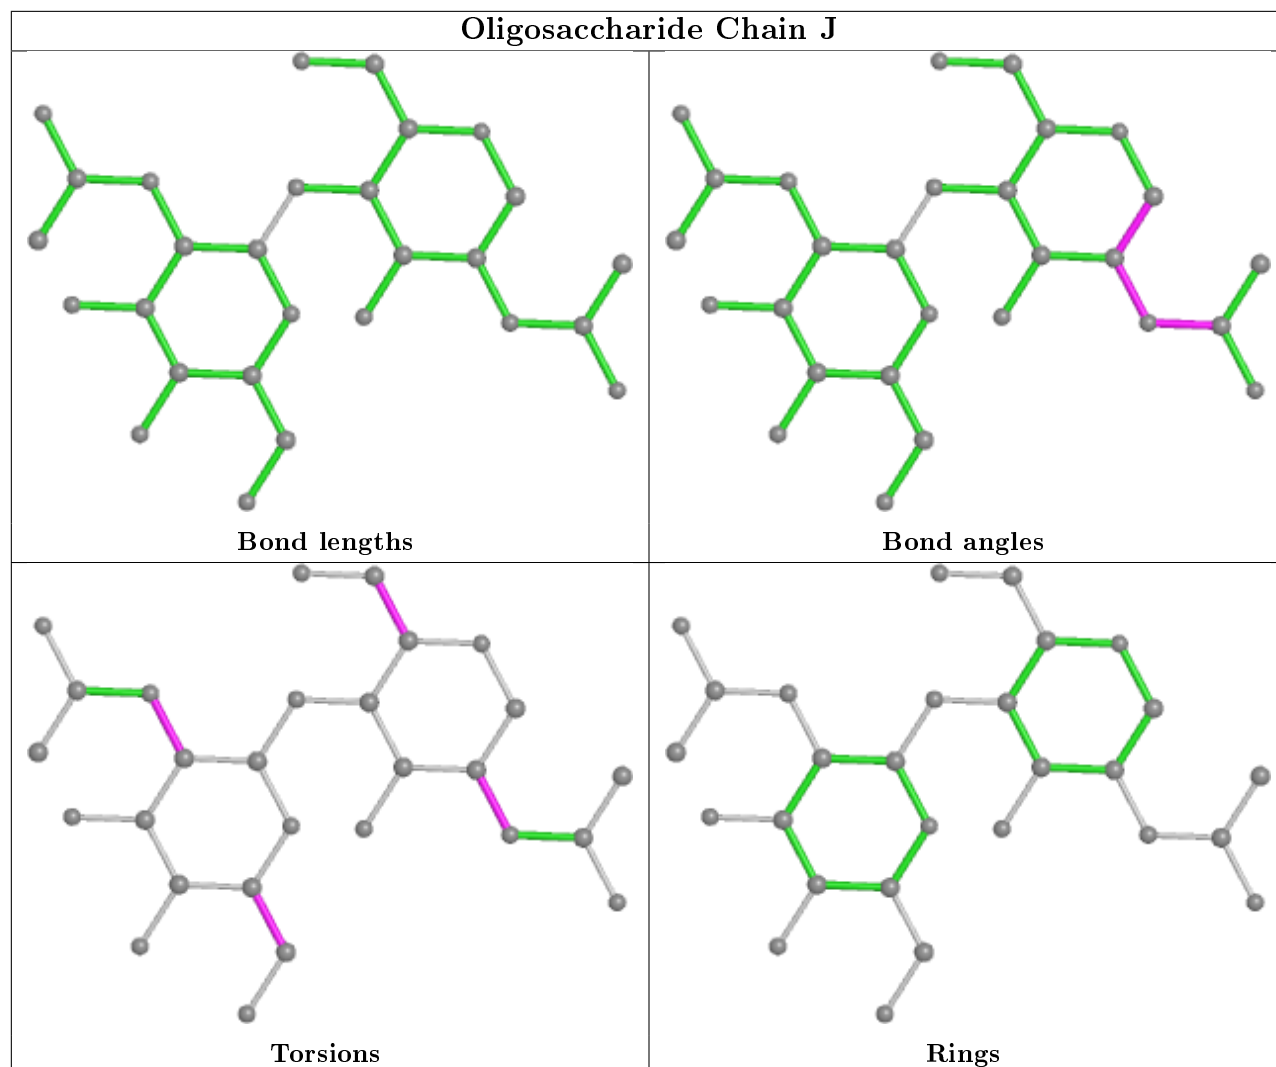 Oligosaccharide Chain J
Bond lengths
Bond angles
Torsions
Rings